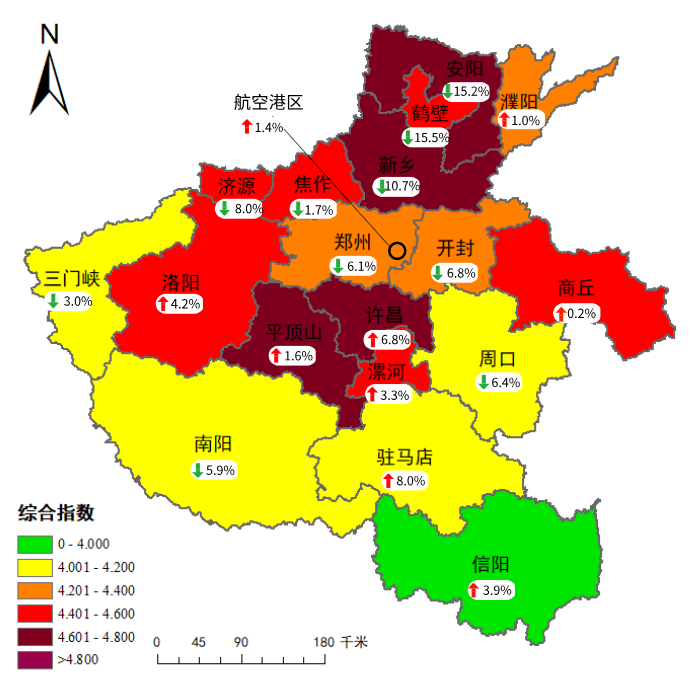 N
安阳
15.2%
濮阳
1.0%
航空港区
1.4%
鹤壁
15.5%
新乡
10.7%
济源
8.0%
焦作
1.7%
郑州
6.1%
开封
6.8%
三门峡
3.0%
洛阳
4.2%
商丘
0.2%
许昌
6.8%
平顶山
1.6%
周口
6.4%
漯河
3.3%
南阳
5.9%
驻马店
8.0%
信阳
3.9%
综合指数
0 - 4.000
4.001 - 4.200
4.201 - 4.400
4.401 - 4.600
4.601 - 4.800
>4.800
0 45 90 180 千米